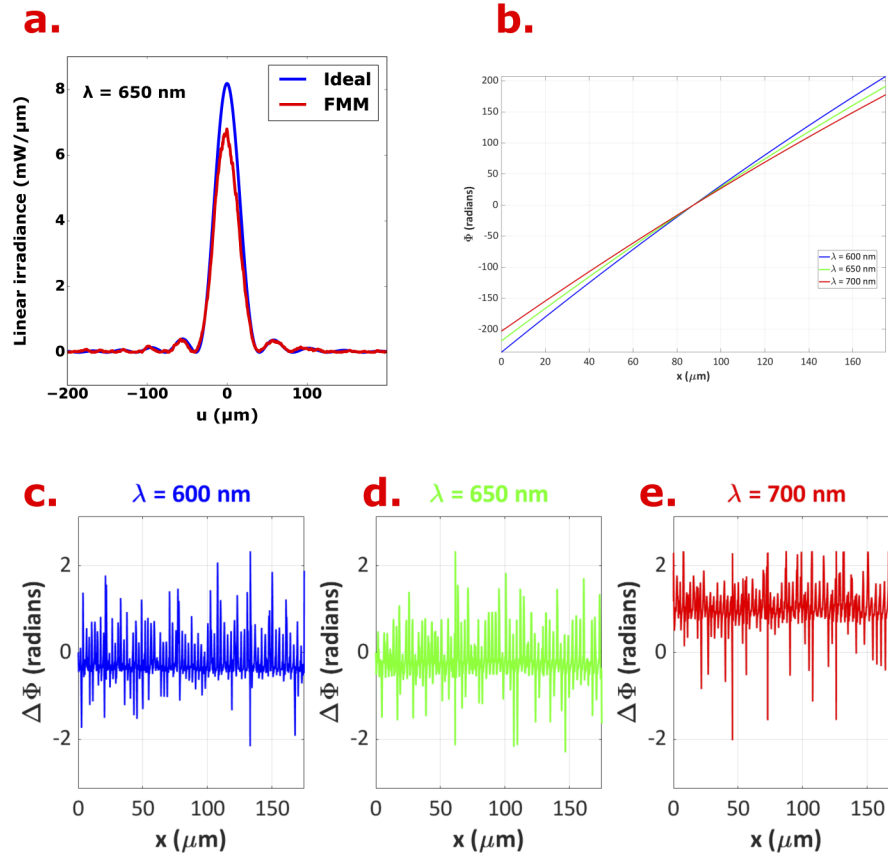 a.
λ = 650 nm
Ideal
FMM
Linear irradiance (mW/μm)
8
6
4
2
0
−200
−100
0
100
u (μm)
b.
200
150
100
50
0
-50
-100
-150
-200
Φ (radians)
λ = 600 nm
λ = 650 nm
λ = 700 nm
0 20 40 60 80 100 120 140 160
x (μm)
c.
λ = 600 nm
ΔΦ (radians)
2
0
-2
0 50 100 150
x (μm)
d.
λ = 650 nm
ΔΦ (radians)
2
0
-2
0 50 100 150
x (μm)
e.
λ = 700 nm
ΔΦ (radians)
2
0
-2
0 50 100 150
x (μm)